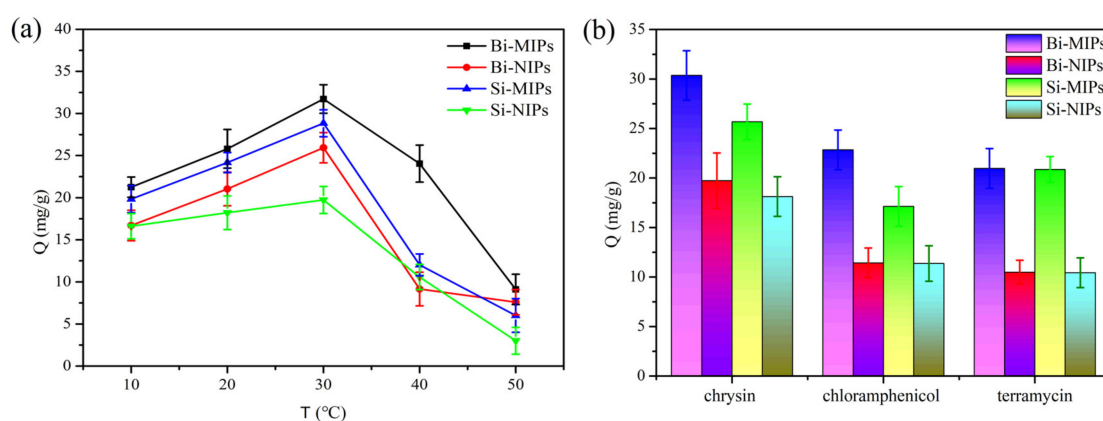 (a)
40
35
30
25
20
15
10
5
0
Q (mg/g)
Bi-MIPs
Bi-NIPs
Si-MIPs
Si-NIPs
10 20 30 40 50
T (°C)
(b)
35
30
25
20
15
10
5
0
Q (mg/g)
Bi-MIPs
Bi-NIPs
Si-MIPs
Si-NIPs
chrysin chloramphenicol terramycin